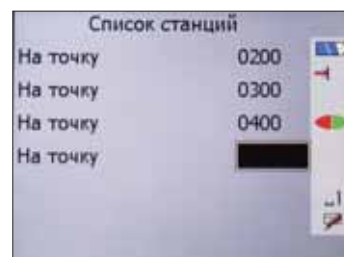 Список станций
На точку 0200
На точку 0300
На точку 0400
На точку